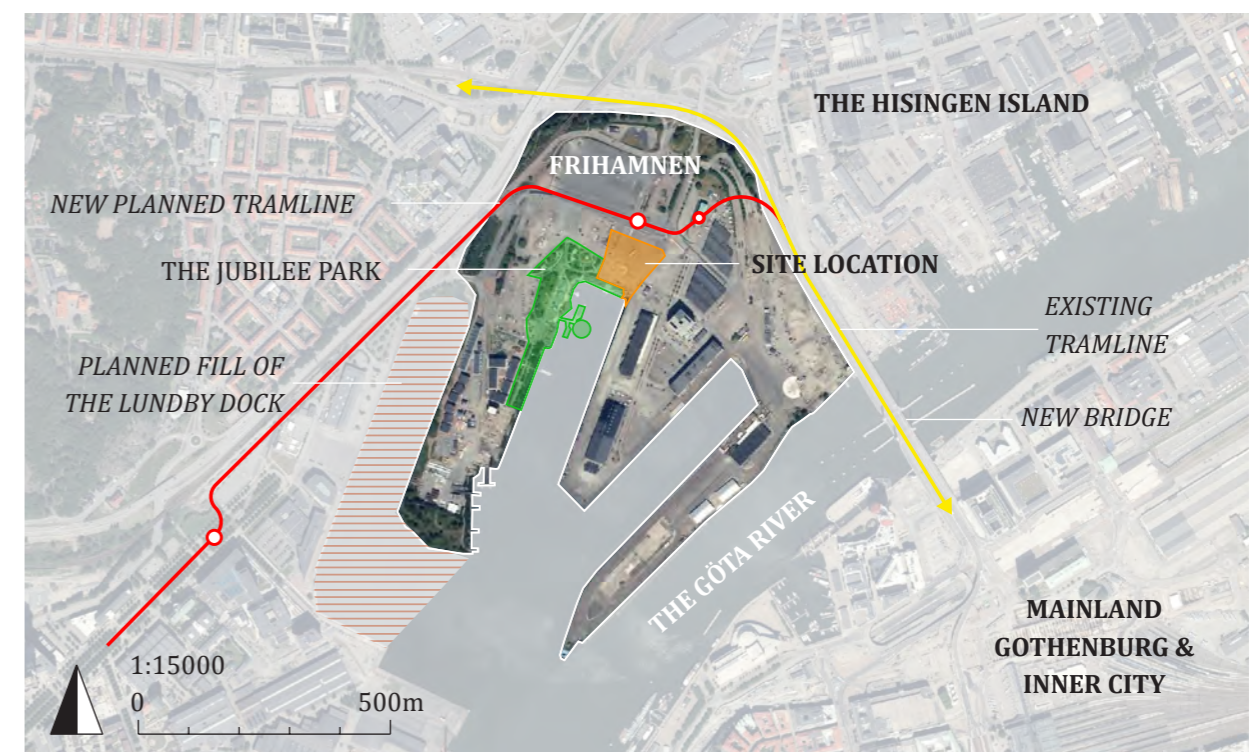 THE HISINGEN ISLAND
FRIHAMNEN
NEW PLANNED TRAMLINE
THE JUBILEE PARK
SITE LOCATION
EXISTING
TRAMLINE
PLANNED FILL OF
THE LUNDBY DOCK
NEW BRIDGE
THE GÖTA RIVER
MAINLAND
GOTHENBURG &
INNER CITY
1:15000
0
500m